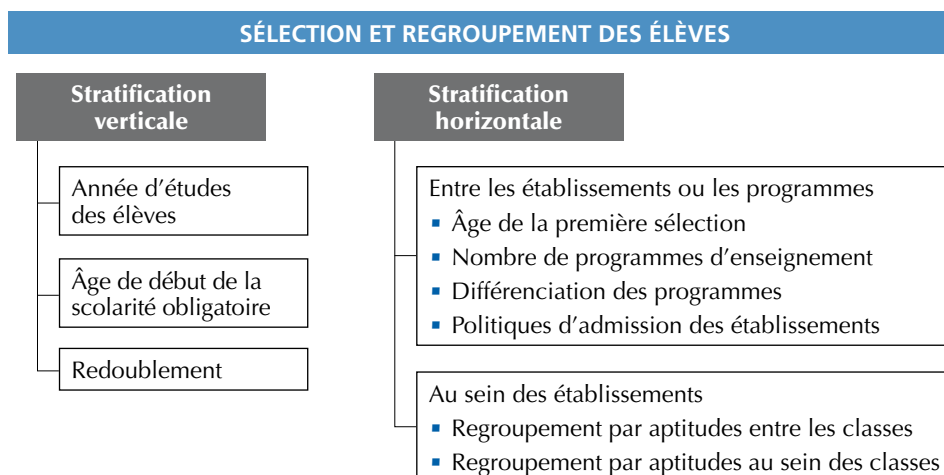 SÉLECTION ET REGROUPEMENT DES ÉLÈVES
Stratification
verticale
Année d'études
des élèves
Âge de début de la
scolarité obligatoire
Redoublement
Stratification
horizontale
Entre les établissements ou les programmes
▪ Âge de la première sélection
▪ Nombre de programmes d'enseignement
▪ Différenciation des programmes
▪ Politiques d'admission des établissements
Au sein des établissements
▪ Regroupement par aptitudes entre les classes
▪ Regroupement par aptitudes au sein des classes